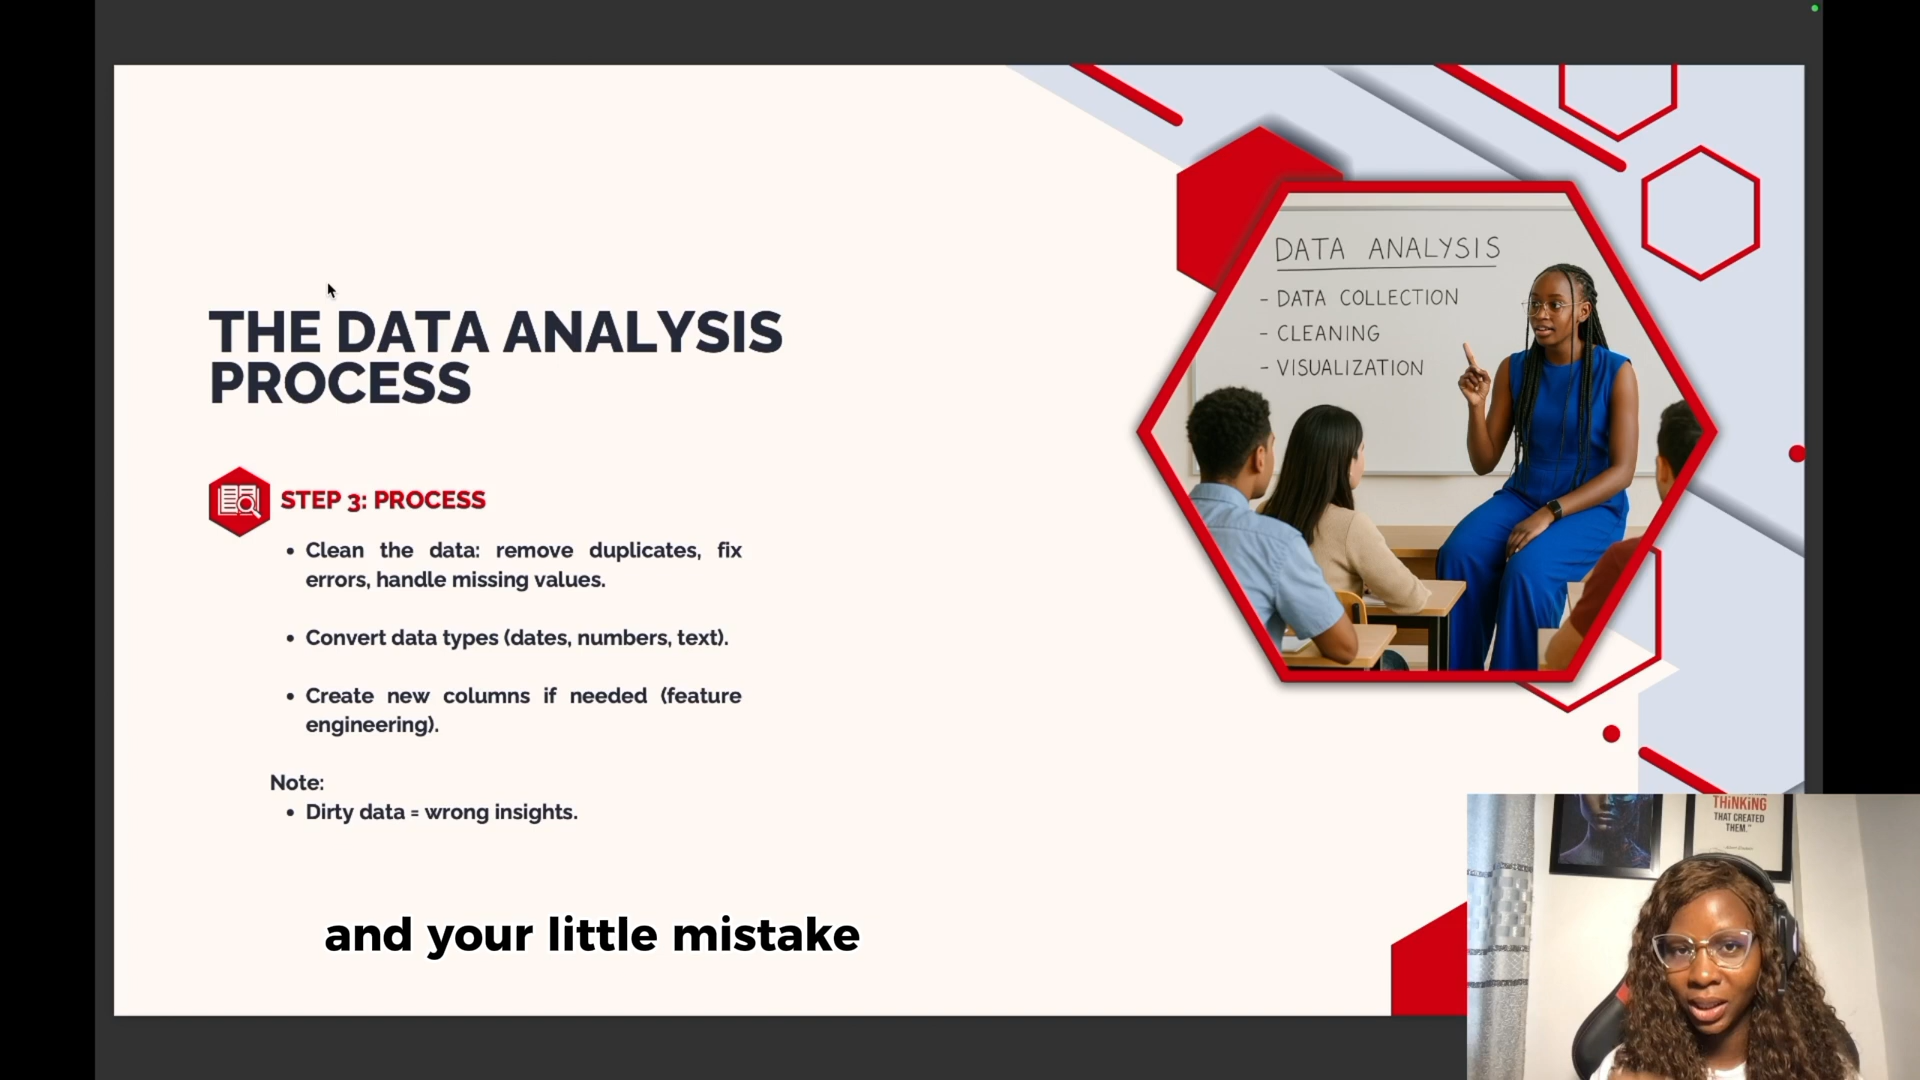 THE DATA ANALYSIS
PROCESS
STEP 3: PROCESS
• Clean the data: remove duplicates, fix
errors, handle missing values.
• Convert data types (dates, numbers, text).
• Create new columns if needed (feature
engineering).
Note:
• Dirty data = wrong insights.
and your little mistake
DATA ANALYSIS
- DATA COLLECTION
- CLEANING
- VISUALIZATION
THiNKiNG
THAT CREATED
THEM."